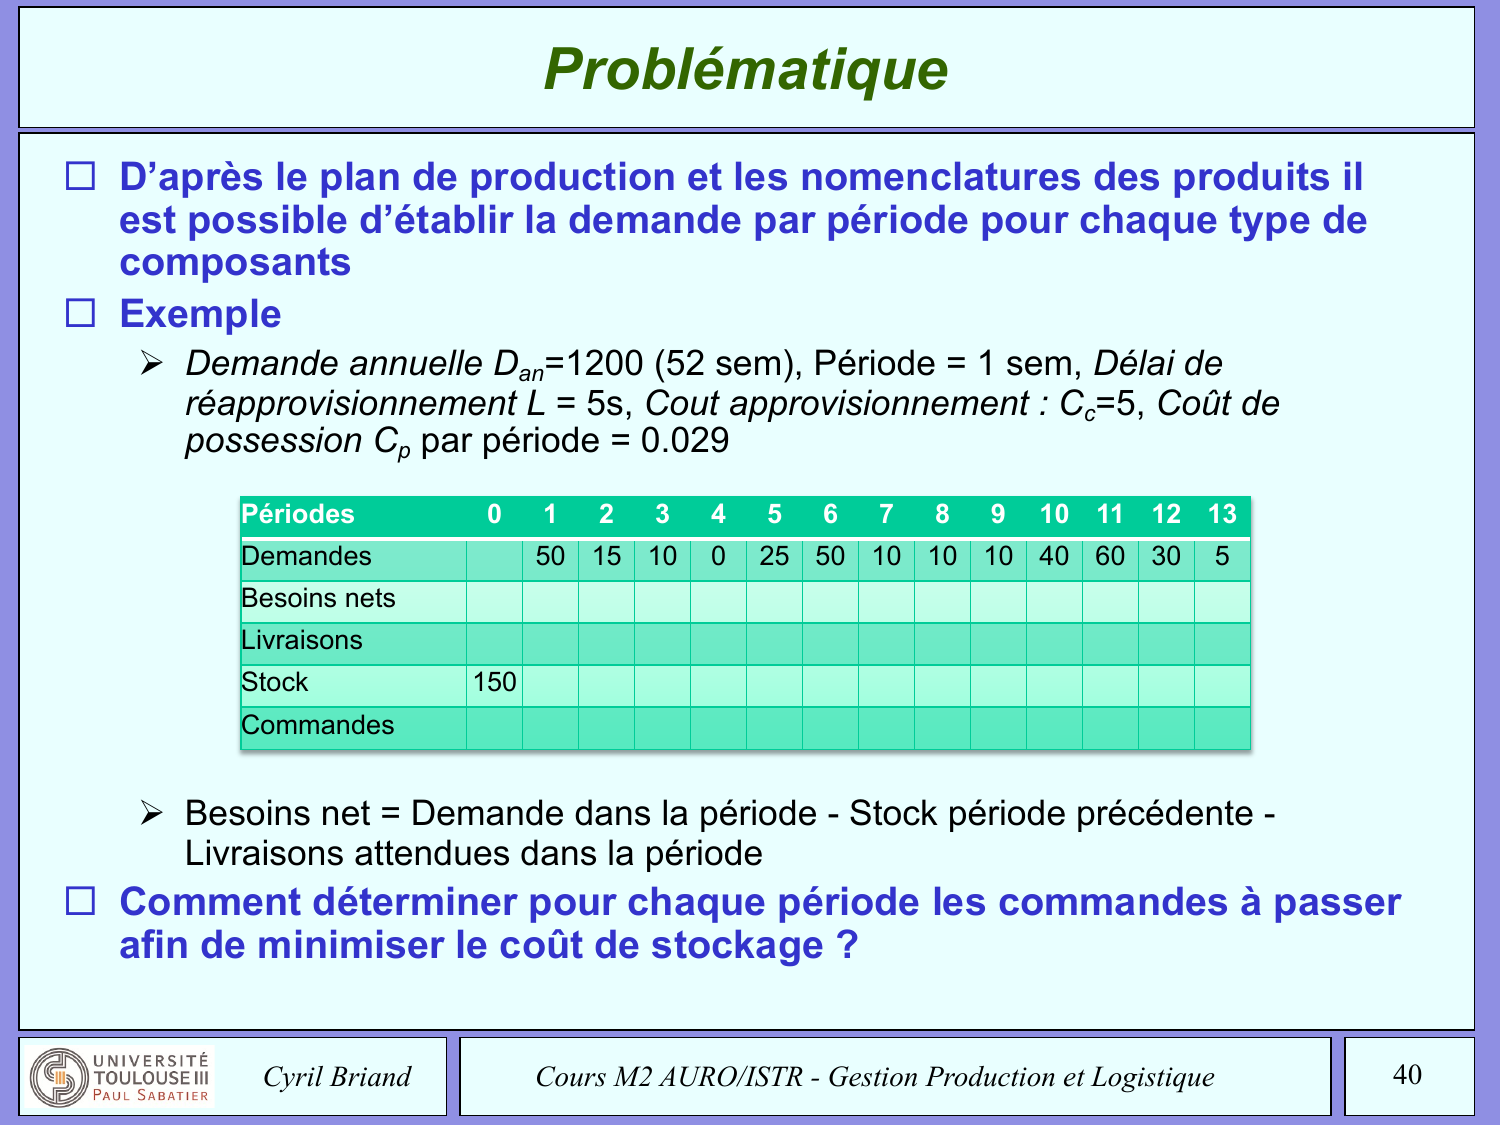 Problématique
D’après le plan de production et les nomenclatures des produits il
est possible d’établir la demande par période pour chaque type de
composants
Exemple
Demande annuelle Dan=1200 (52 sem), Période = 1 sem, Délai de
réapprovisionnement L = 5s, Cout approvisionnement : Cc=5, Coût de
possession Cp par période = 0.029
Périodes 0 1 2 3 4 5 6 7 8 9 10 11 12 13
Demandes 50 15 10 0 25 50 10 10 10 40 60 30 5
Besoins nets
Livraisons
Stock 150
Commandes
Besoins net = Demande dans la période - Stock période précédente -
Livraisons attendues dans la période
Comment déterminer pour chaque période les commandes à passer
afin de minimiser le coût de stockage ?
UNIVERSITÉ
TOULOUSE III
PAUL SABATIER
Cyril Briand
Cours M2 AURO/ISTR - Gestion Production et Logistique
40